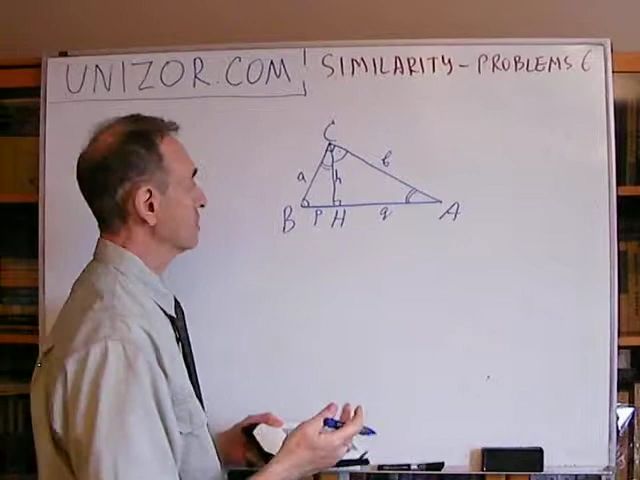 UNIZOR.COM
SIMILARITY - PROBLEMS 6
C
a h b
B P H q A